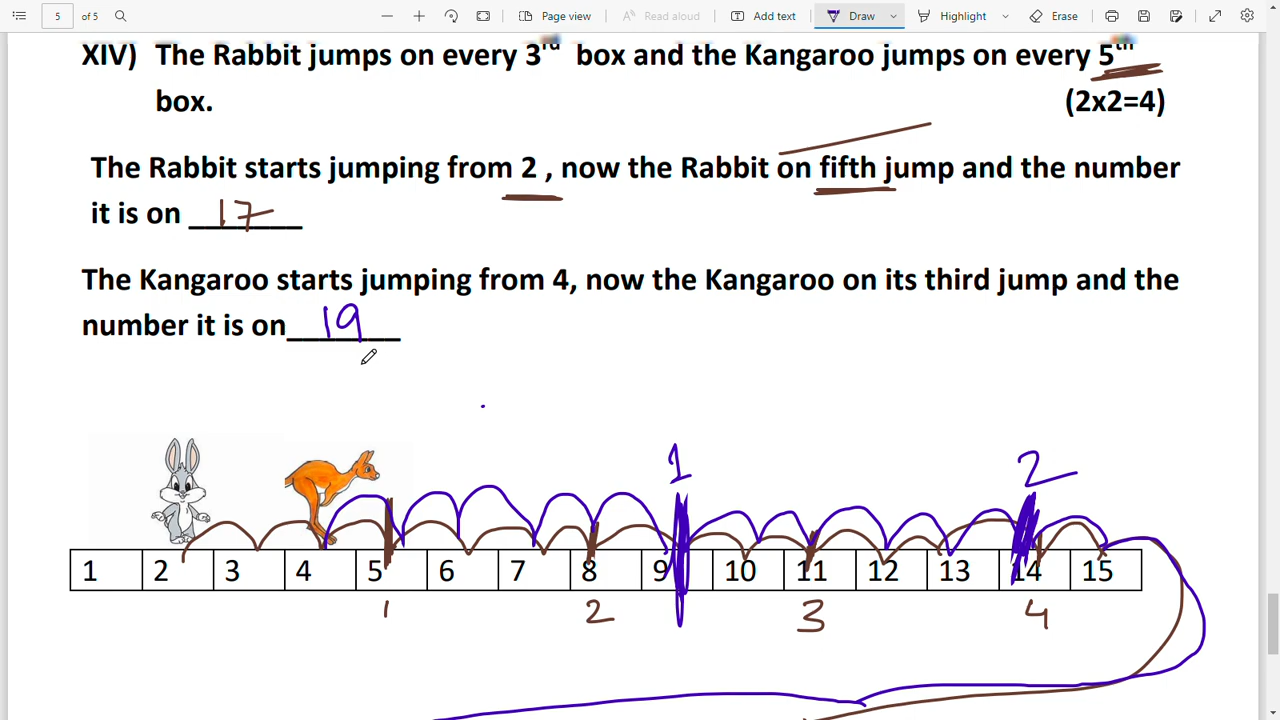 5 of 5 Page view Read aloud Add text Draw Highlight Erase
XIV) The Rabbit jumps on every 3rd box and the Kangaroo jumps on every 5th
box. (2x2=4)
The Rabbit starts jumping from 2 , now the Rabbit on fifth jump and the number
it is on 17
The Kangaroo starts jumping from 4, now the Kangaroo on its third jump and the
number it is on 19
1 2
1 2 3 4 5 6 7 8 9 10 11 12 13 14 15
1 2 3 4